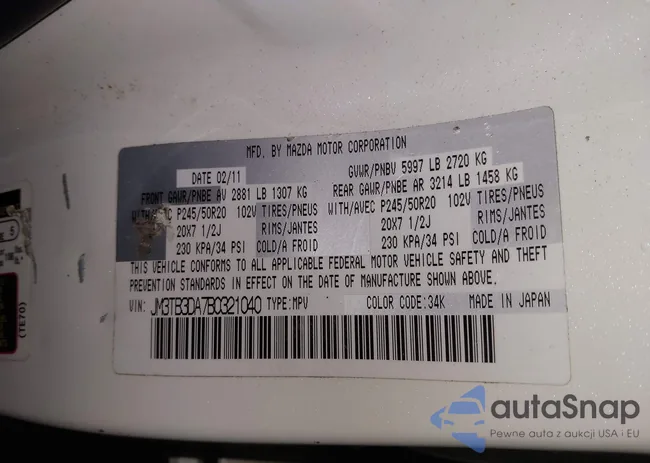 MFD. BY MAZDA MOTOR CORPORATION
DATE 02/11 GVWR/PNBV 5997 LB 2720 KG
FRONT GAWR/PNBE AV 2881 LB 1307 KG REAR GAWR/PNBE AR 3214 LB 1458 KG
WITH/AVEC P245/50R20 102V TIRES/PNEUS WITH/AVEC P245/50R20 102V TIRES/PNEUS
20X7 1/2J RIMS/JANTES 20X7 1/2J RIMS/JANTES
230 KPA/34 PSI COLD/A FROID 230 KPA/34 PSI COLD/A FROID
THIS VEHICLE CONFORMS TO ALL APPLICABLE FEDERAL MOTOR VEHICLE SAFETY AND THEFT
PREVENTION STANDARDS IN EFFECT ON THE DATE OF MANUFACTURE SHOWN ABOVE.
VIN: JM3TB3DA7B0321040 TYPE:MPV COLOR CODE:34K MADE IN JAPAN
(TE70)
autaSnap
Pewne auta z aukcji USA i EU